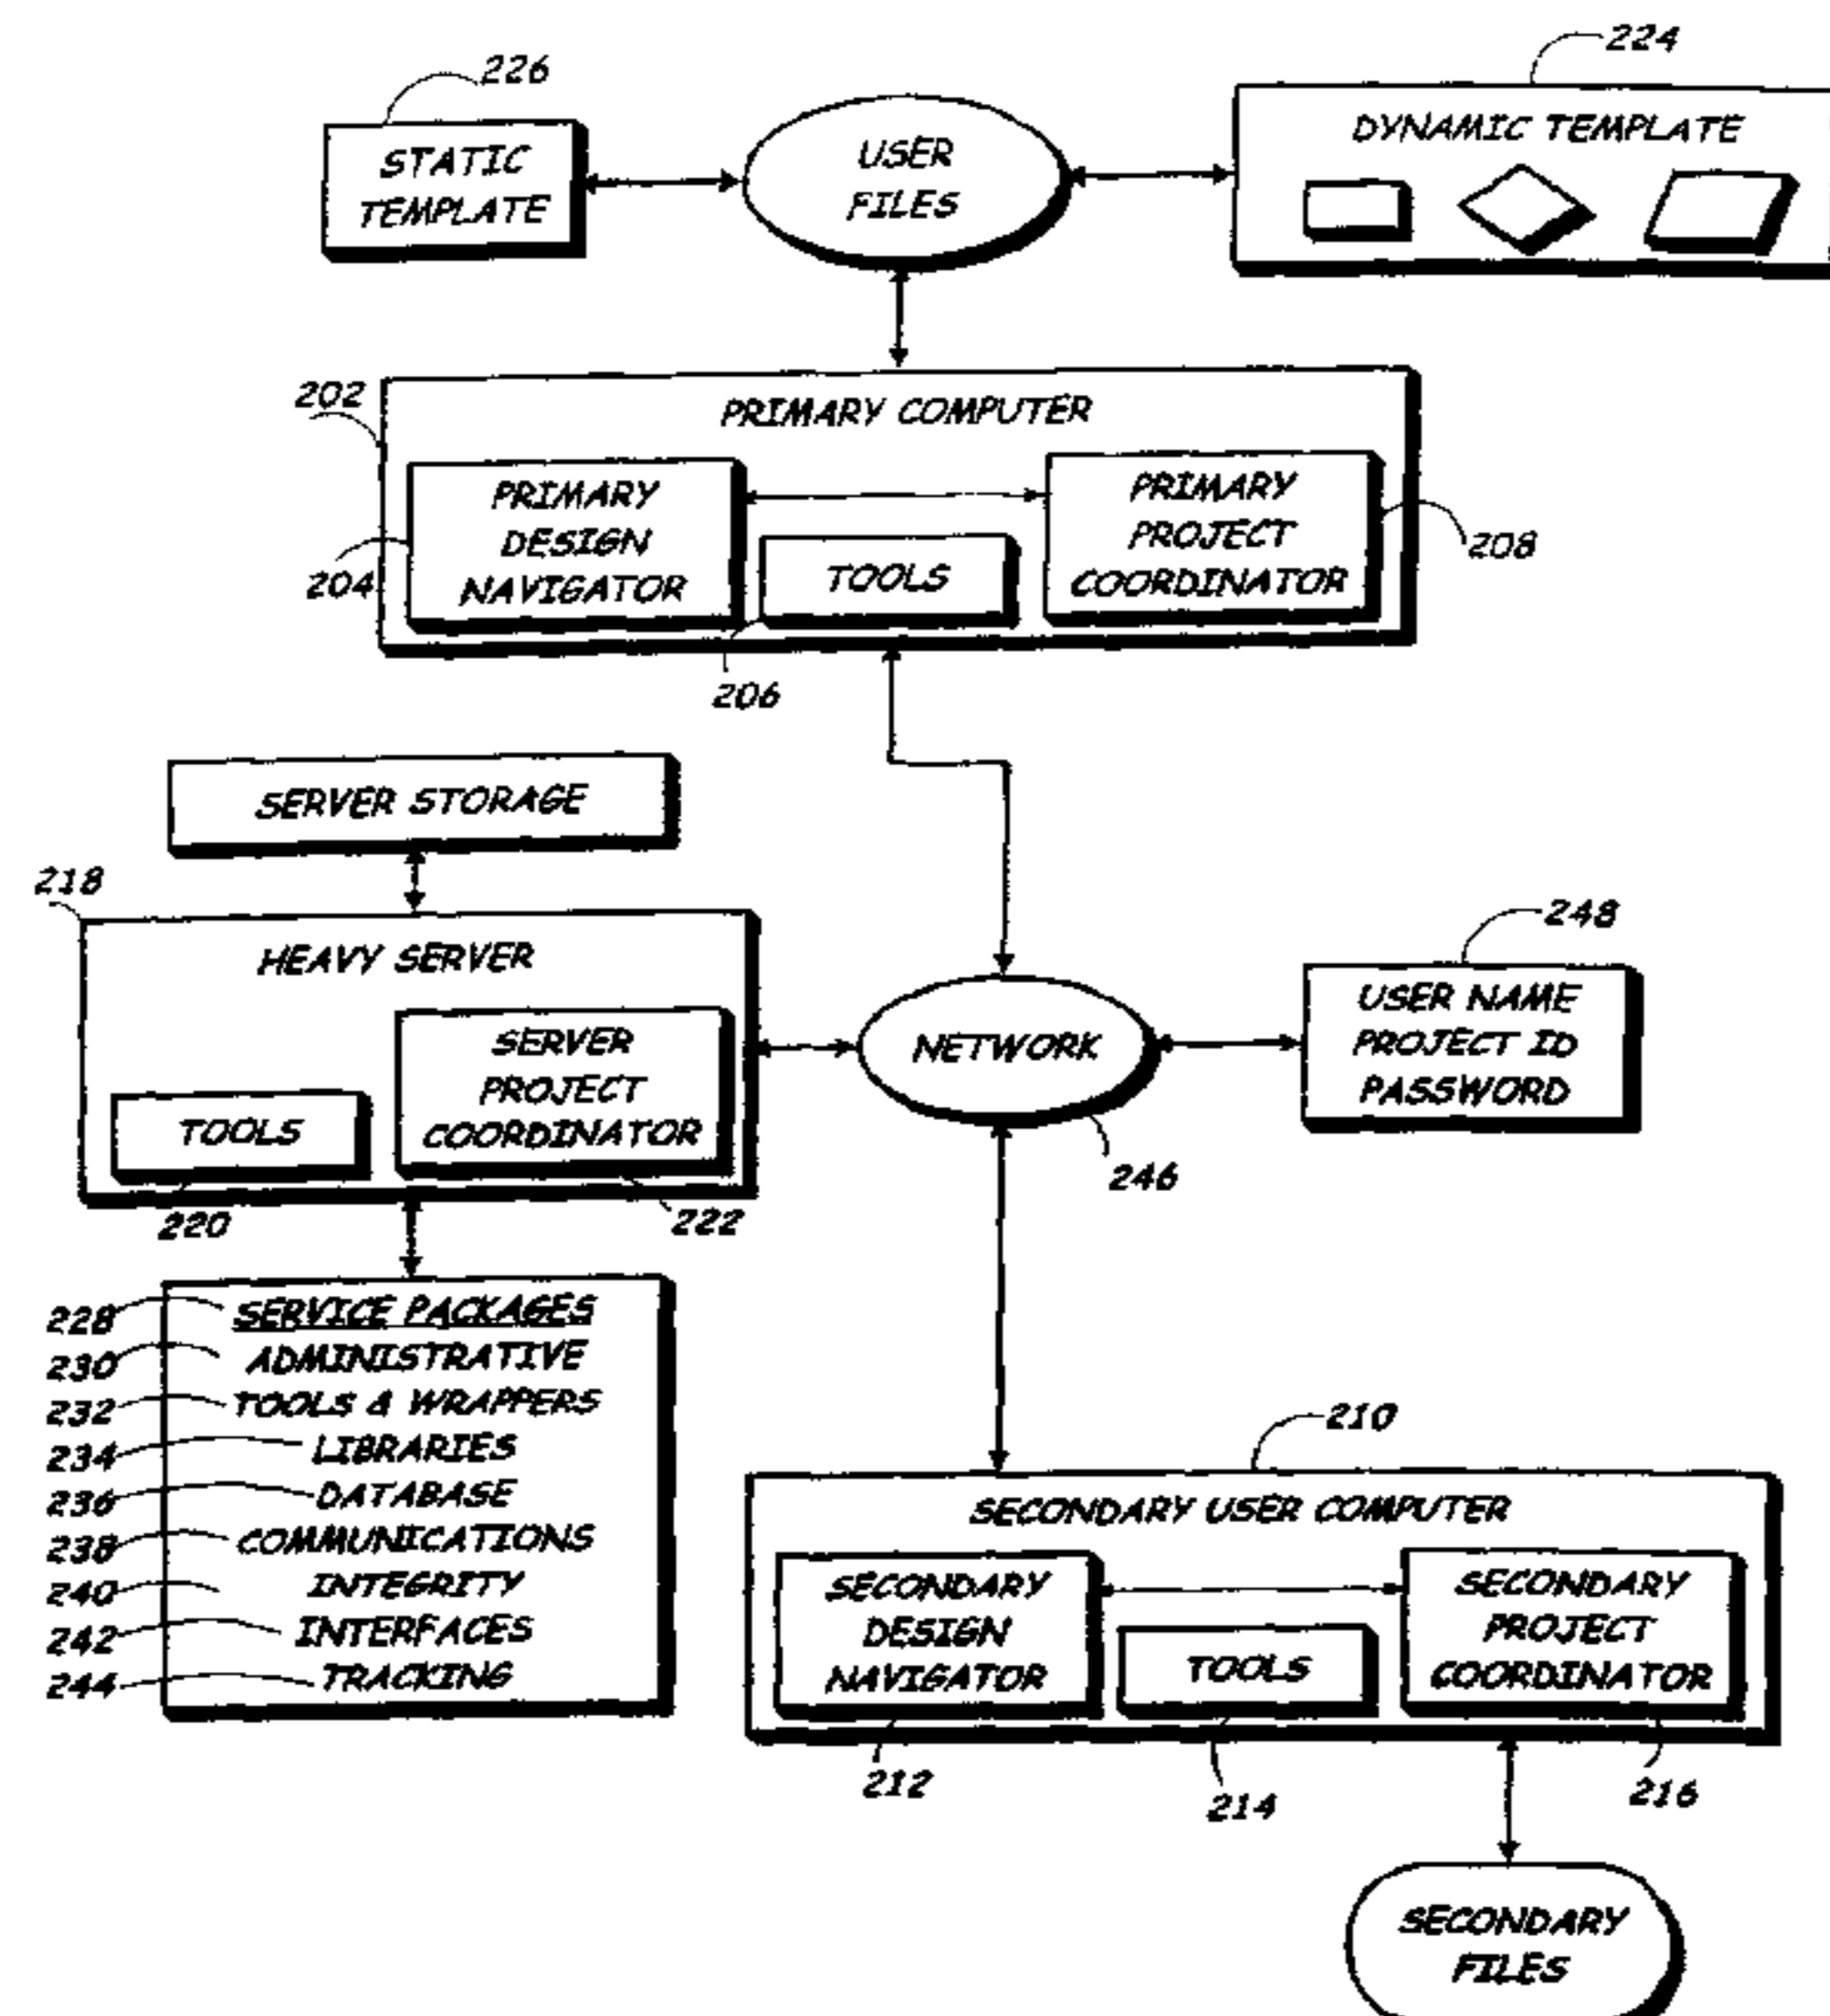 226
224
STATIC
TEMPLATE
USER
FILES
DYNAMIC TEMPLATE
202
PRIMARY COMPUTER
PRIMARY
DESIGN
NAVIGATOR
TOOLS
PRIMARY
PROJECT
COORDINATOR
204
206
208
SERVER STORAGE
218
HEAVY SERVER
SERVER
PROJECT
COORDINATOR
TOOLS
220
222
NETWORK
246
248
USER NAME
PROJECT ID
PASSWORD
228 SERVICE PACKAGES
230 ADMINISTRATIVE
232 TOOLS & WRAPPERS
234 LIBRARIES
236 DATABASE
238 COMMUNICATIONS
240 INTEGRITY
242 INTERFACES
244 TRACKING
210
SECONDARY USER COMPUTER
SECONDARY
DESIGN
NAVIGATOR
TOOLS
SECONDARY
PROJECT
COORDINATOR
212
214
216
SECONDARY
FILES